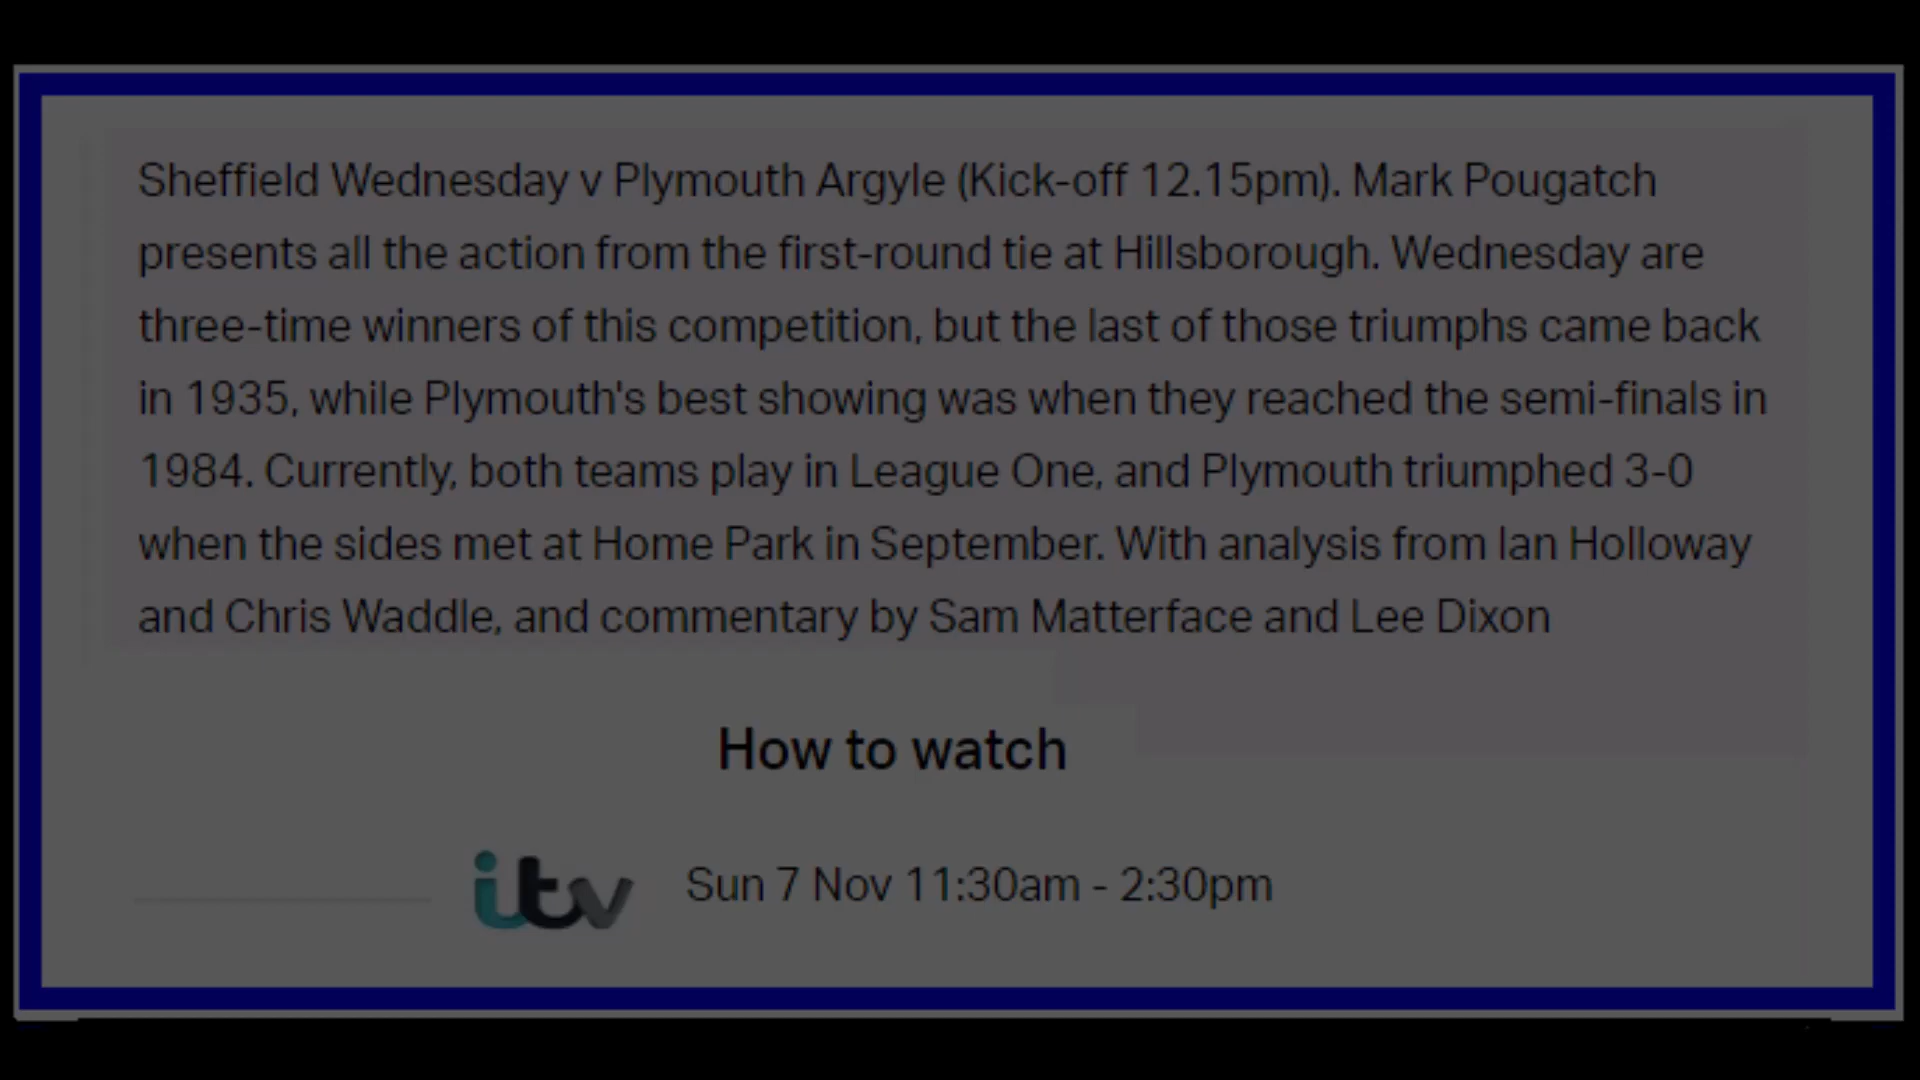 Sheffield Wednesday v Plymouth Argyle (Kick-off 12.15pm). Mark Pougatch
presents all the action from the first-round tie at Hillsborough. Wednesday are
three-time winners of this competition, but the last of those triumphs came back
in 1935, while Plymouth's best showing was when they reached the semi-finals in
1984. Currently, both teams play in League One, and Plymouth triumphed 3-0
when the sides met at Home Park in September. With analysis from Ian Holloway
and Chris Waddle, and commentary by Sam Matterface and Lee Dixon
How to watch
itv Sun 7 Nov 11:30am - 2:30pm